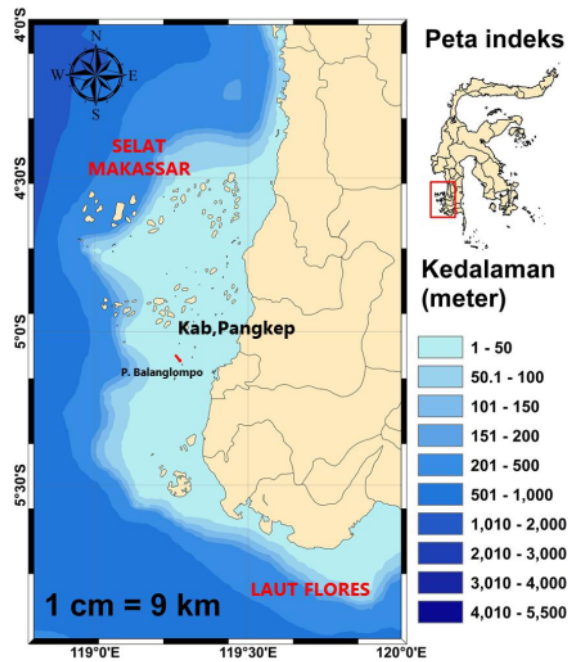 4°0'S
N
W
E
S
SELAT
MAKASSAR
4°30'S
Kab,Pangkep
5°0'S
P. Balanglompo
5°30'S
LAUT FLORES
1 cm = 9 km
119°0'E
119°30'E
120°0'E
Peta indeks
Kedalaman
(meter)
1 - 50
50.1 - 100
101 - 150
151 - 200
201 - 500
501 - 1,000
1,010 - 2,000
2,010 - 3,000
3,010 - 4,000
4,010 - 5,500